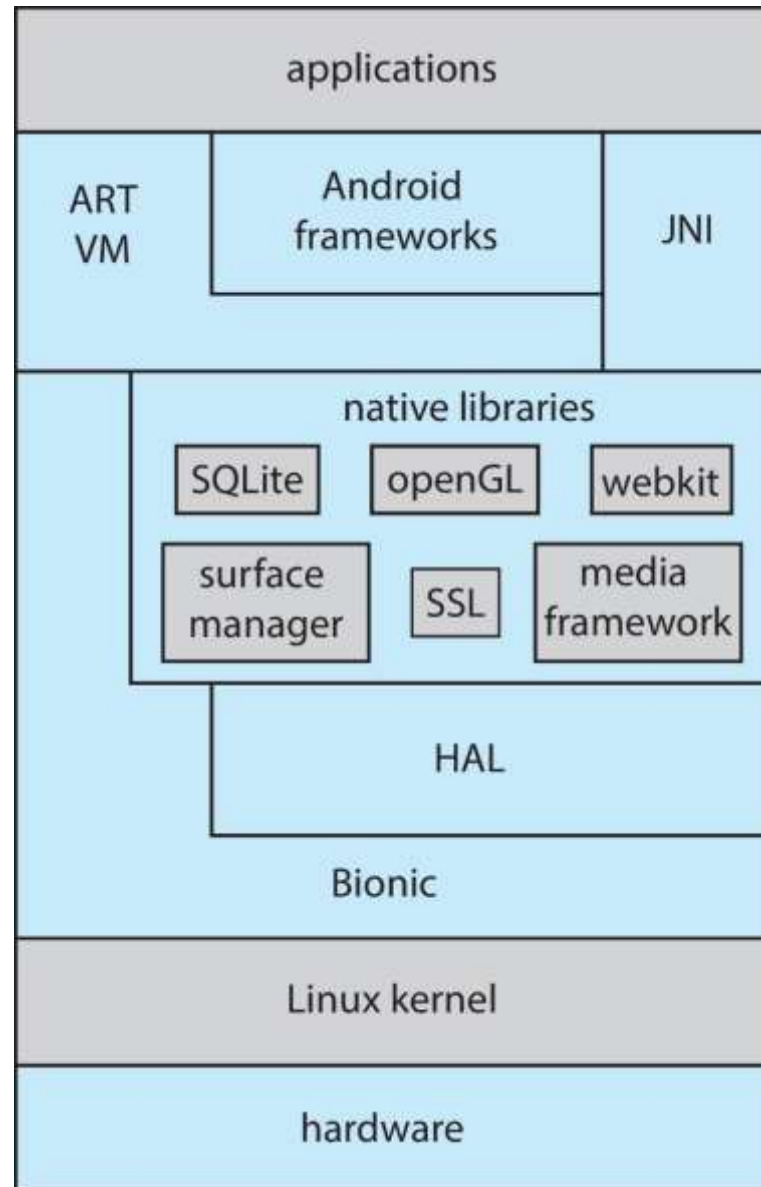 applications
ART
VM
Android
frameworks
JNI
native libraries
SQLite
openGL
webkit
surface
manager
SSL
media
framework
HAL
Bionic
Linux kernel
hardware